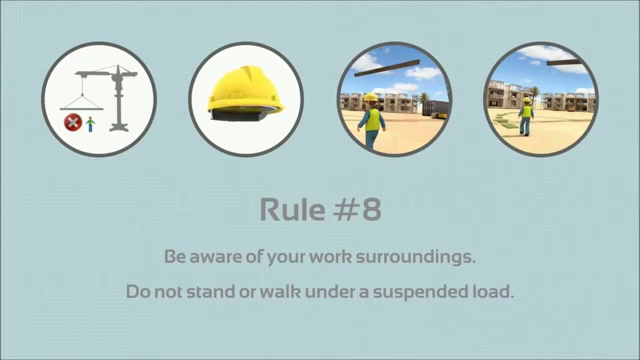 Rule #8
Be aware of your work surroundings.
Do not stand or walk under a suspended load.